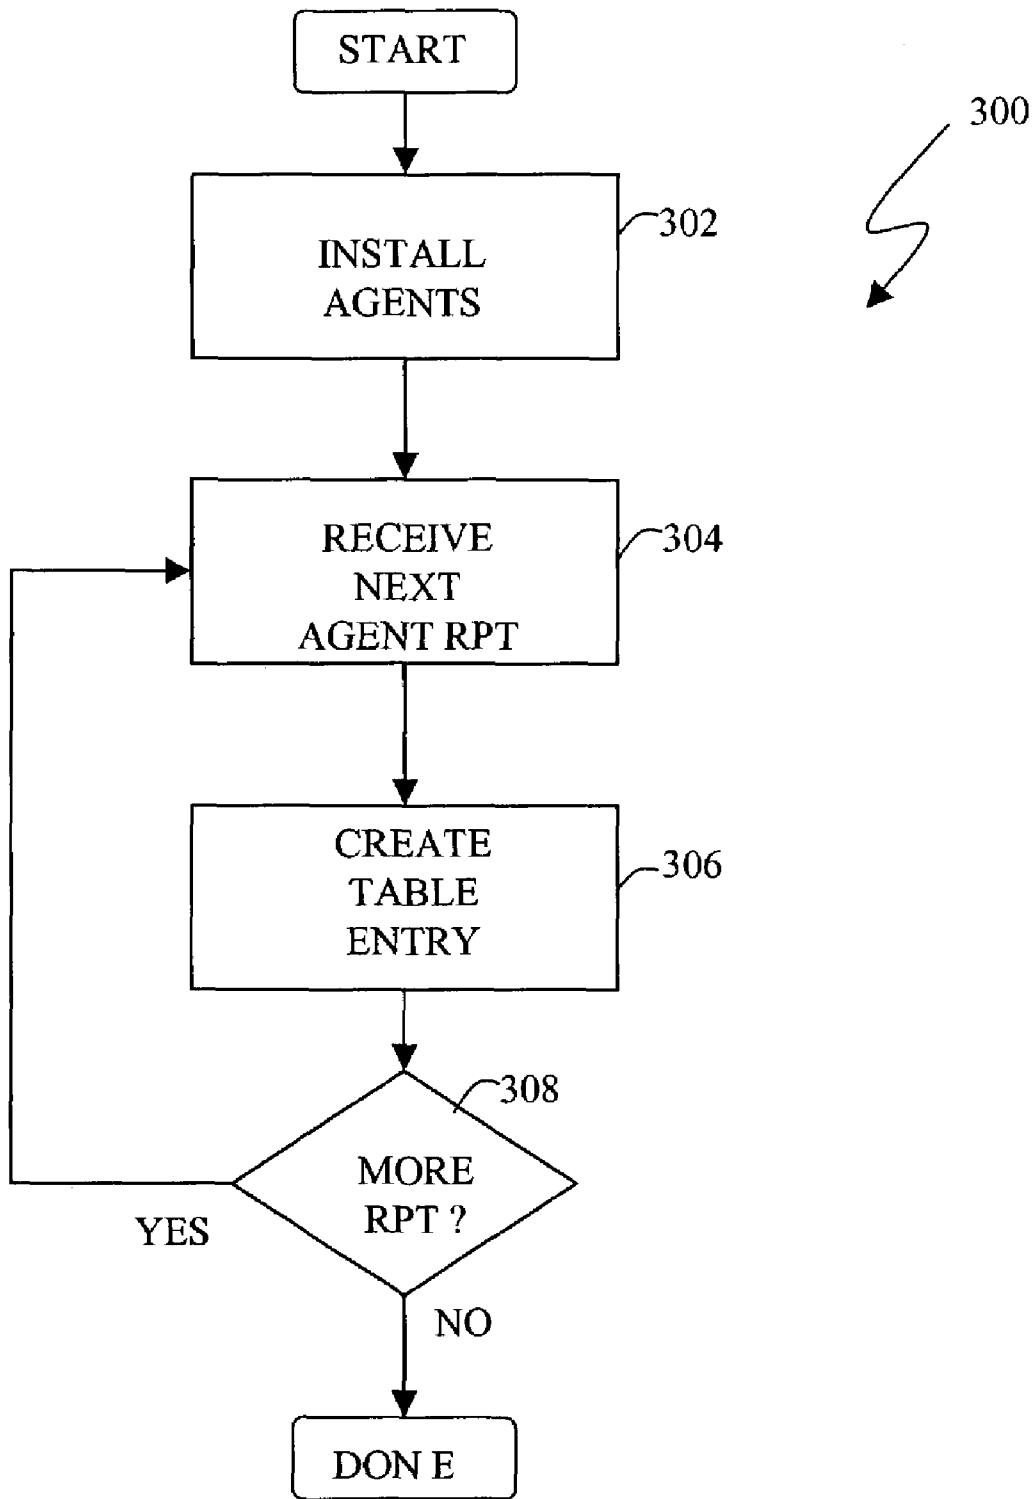 START
300
302
INSTALL
AGENTS
304
RECEIVE
NEXT
AGENT RPT
306
CREATE
TABLE
ENTRY
308
MORE
RPT ?
YES
NO
DON E